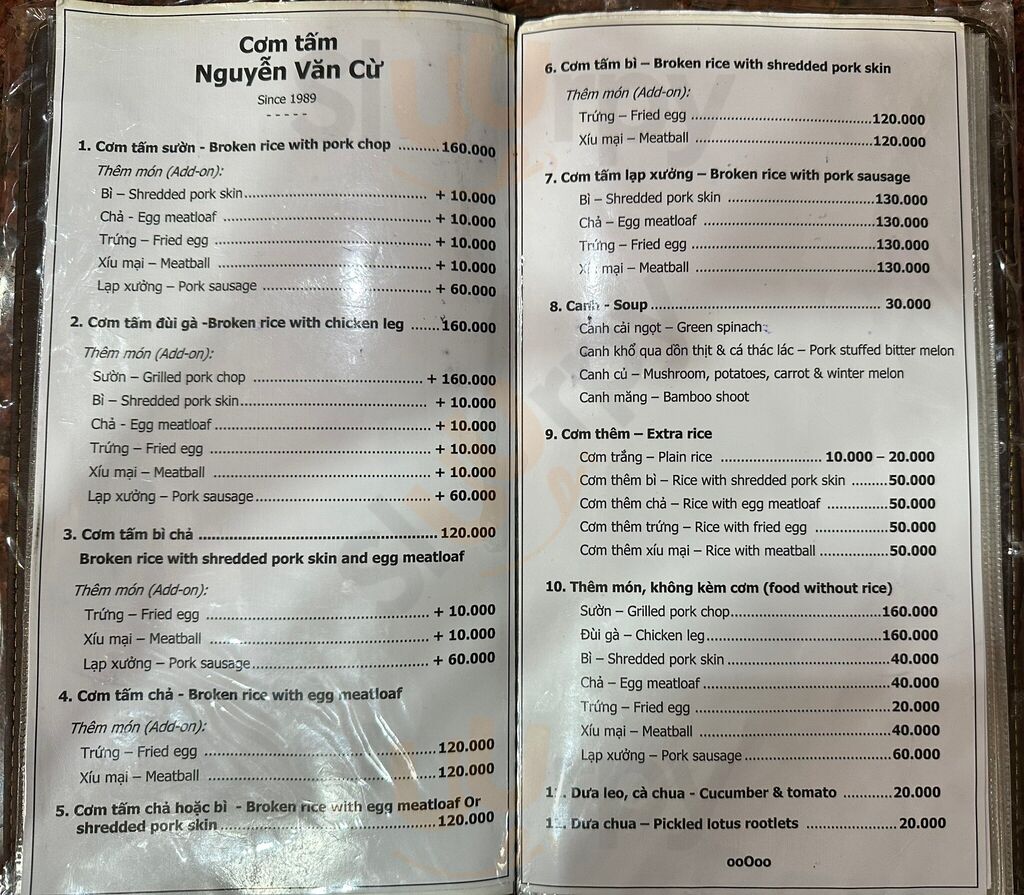 Cơm tấm
Nguyễn Văn Cừ
Since 1989
- - - - -
1. Cơm tấm sườn - Broken rice with pork chop ..........160.000
Thêm món (Add-on):
Bì – Shredded pork skin........................................ + 10.000
Chả - Egg meatloaf ............................................. + 10.000
Trứng – Fried egg ............................................... + 10.000
Xíu mại – Meatball .............................................. + 10.000
Lạp xưởng – Pork sausage .................................... + 60.000
2. Cơm tấm đùi gà -Broken rice with chicken leg .......160.000
Thêm món (Add-on):
Sườn – Grilled pork chop ..................................... + 160.000
Bì – Shredded pork skin........................................ + 10.000
Chả - Egg meatloaf............................................... + 10.000
Trứng – Fried egg ................................................ + 10.000
Xíu mại – Meatball ............................................... + 10.000
Lạp xưởng – Pork sausage..................................... + 60.000
3. Cơm tấm bì chả ....................................................120.000
Broken rice with shredded pork skin and egg meatloaf
Thêm món (Add-on):
Trứng – Fried egg ................................................ + 10.000
Xíu mại – Meatball ............................................... + 10.000
Lạp xưởng – Pork sausage..................................... + 60.000
4. Cơm tấm chả - Broken rice with egg meatloaf
Thêm món (Add-on):
Trứng – Fried egg ..................................................120.000
Xíu mại – Meatball .................................................120.000
5. Cơm tấm chả hoặc bì - Broken rice with egg meatloaf Or
shredded pork skin...............................................120.000
6. Cơm tấm bì – Broken rice with shredded pork skin
Thêm món (Add-on):
Trứng – Fried egg ........................................120.000
Xíu mại – Meatball ........................................120.000
7. Cơm tấm lạp xưởng – Broken rice with pork sausage
Bì – Shredded pork skin ................................130.000
Chả – Egg meatloaf .......................................130.000
Trứng – Fried egg .........................................130.000
mại – Meatball ........................................130.000
8. Canh - Soup .................................................. 30.000
Canh cải ngọt – Green spinach
Canh khổ qua dồn thịt & cá thác lác – Pork stuffed bitter melon
Canh củ – Mushroom, potatoes, carrot & winter melon
Canh măng – Bamboo shoot
9. Cơm thêm – Extra rice
Cơm trắng – Plain rice ...................... 10.000 – 20.000
Cơm thêm bì – Rice with shredded pork skin ........50.000
Cơm thêm chả – Rice with egg meatloaf .............50.000
Cơm thêm trứng – Rice with fried egg ................50.000
Cơm thêm xíu mại – Rice with meatball ...............50.000
10. Thêm món, không kèm cơm (food without rice)
Sườn – Grilled pork chop.................................160.000
Đùi gà – Chicken leg.......................................160.000
Bì – Shredded pork skin....................................40.000
Chả – Egg meatloaf..........................................40.000
Trứng – Fried egg ............................................20.000
Xíu mại – Meatball ...........................................40.000
Lạp xưởng – Pork sausage.................................60.000
Dưa leo, cà chua - Cucumber & tomato ...........20.000
Dưa chua – Pickled lotus rootlets ....................20.000
ooOoo